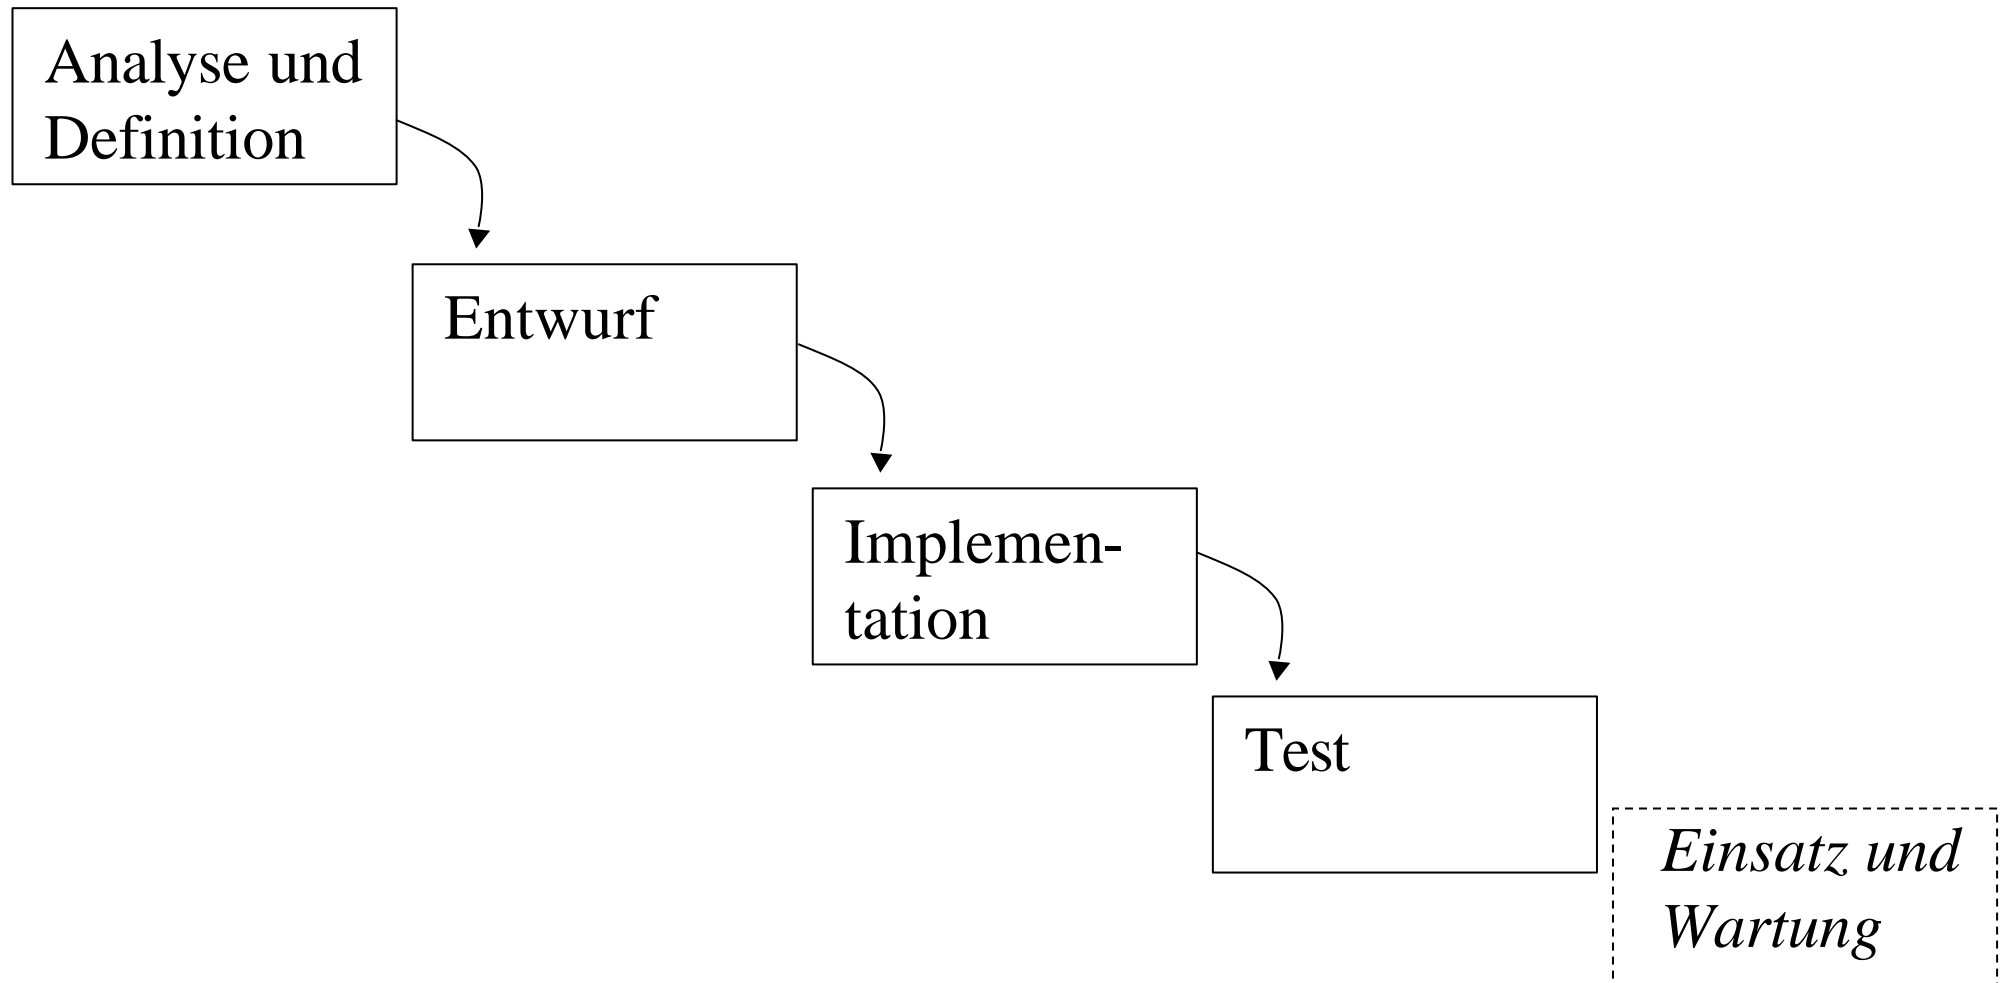 Analyse und
Definition
Entwurf
Implemen-
tation
Test
Einsatz und
Wartung